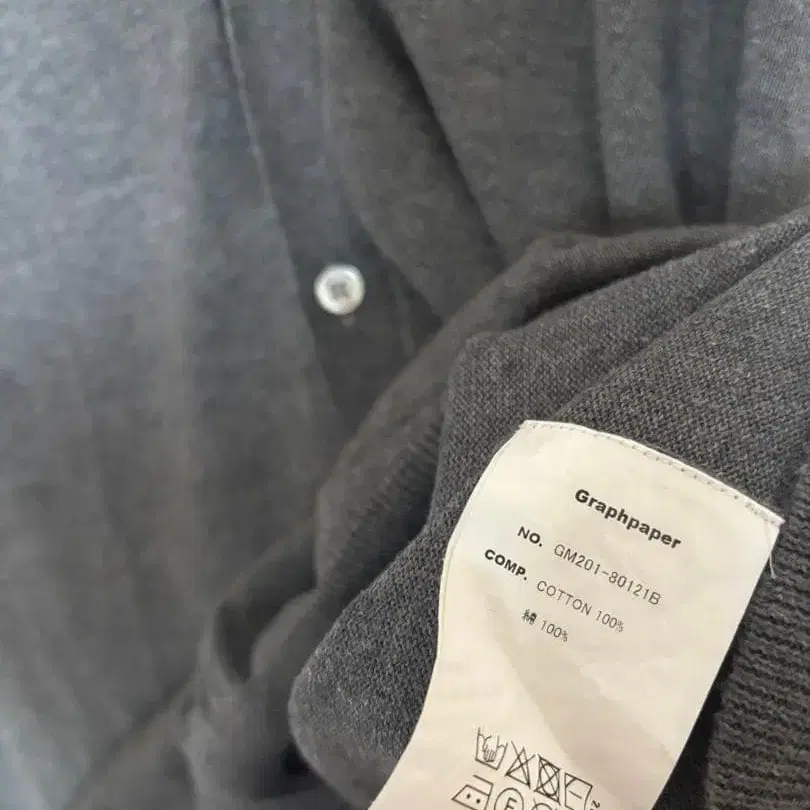 Graphpaper
NO. GM201-80121B
COMP. COTTON 100%
綿 100%